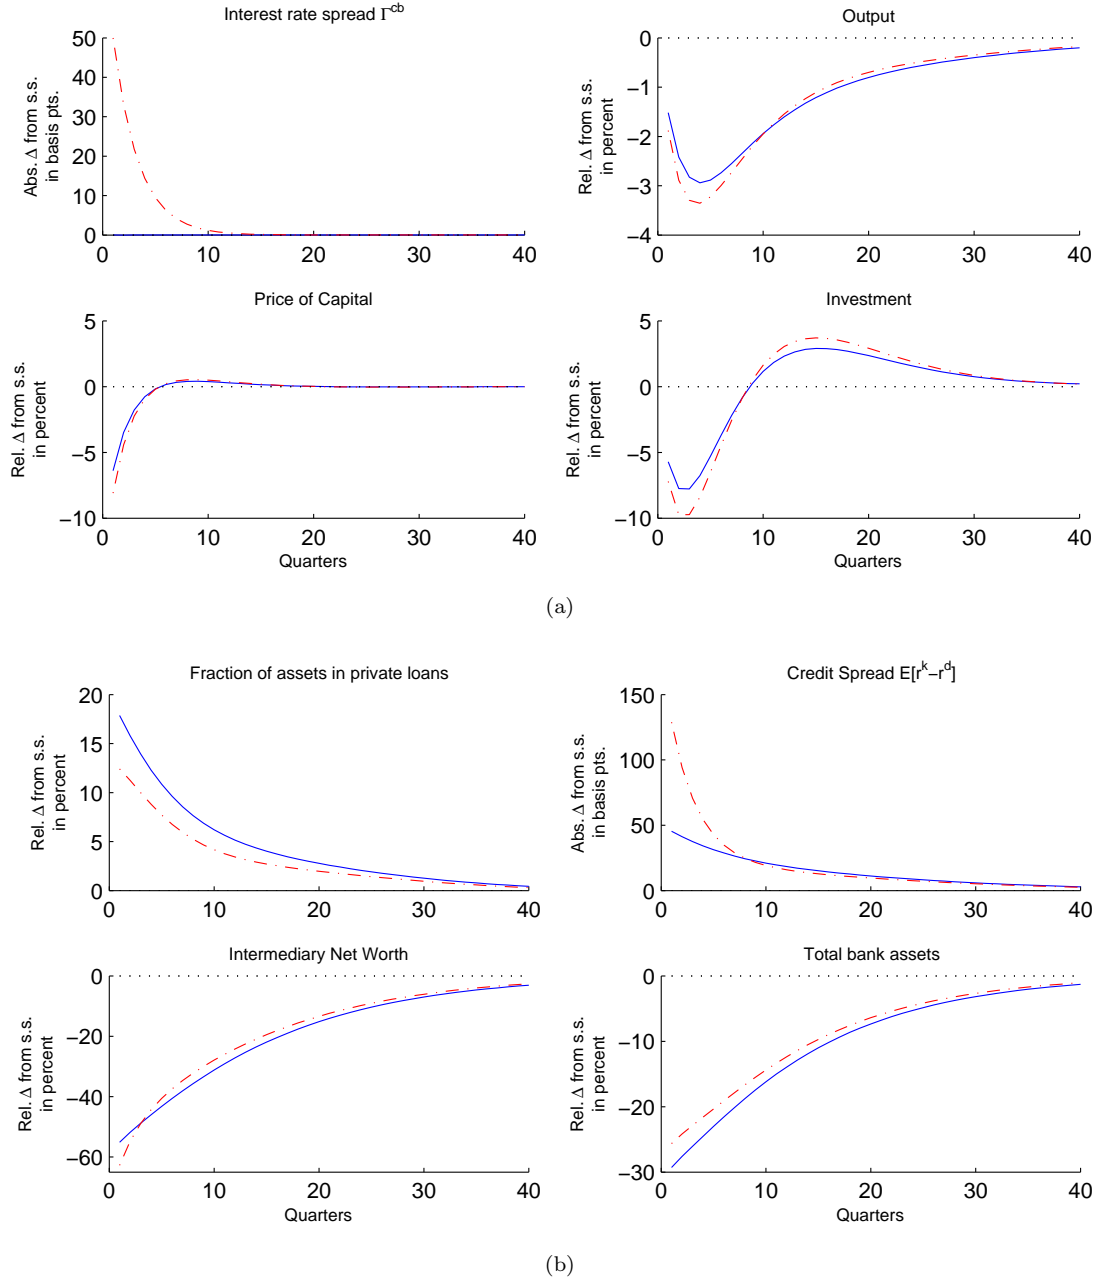 Interest rate spread Γcb
Abs. Δ from s.s.
in basis pts.
50
40
30
20
10
0
0 10 20 30 40
Output
Rel. Δ from s.s.
in percent
0
−1
−2
−3
−4
0 10 20 30 40
Price of Capital
Rel. Δ from s.s.
in percent
5
0
−5
−10
0 10 20 30 40
Quarters
Investment
Rel. Δ from s.s.
in percent
5
0
−5
−10
0 10 20 30 40
Quarters
(a)
Fraction of assets in private loans
Rel. Δ from s.s.
in percent
20
15
10
5
0
0 10 20 30 40
Credit Spread E[rk−rd]
Abs. Δ from s.s.
in basis pts.
150
100
50
0
0 10 20 30 40
Intermediary Net Worth
Rel. Δ from s.s.
in percent
0
−20
−40
−60
0 10 20 30 40
Quarters
Total bank assets
Rel. Δ from s.s.
in percent
0
−10
−20
−30
0 10 20 30 40
Quarters
(b)